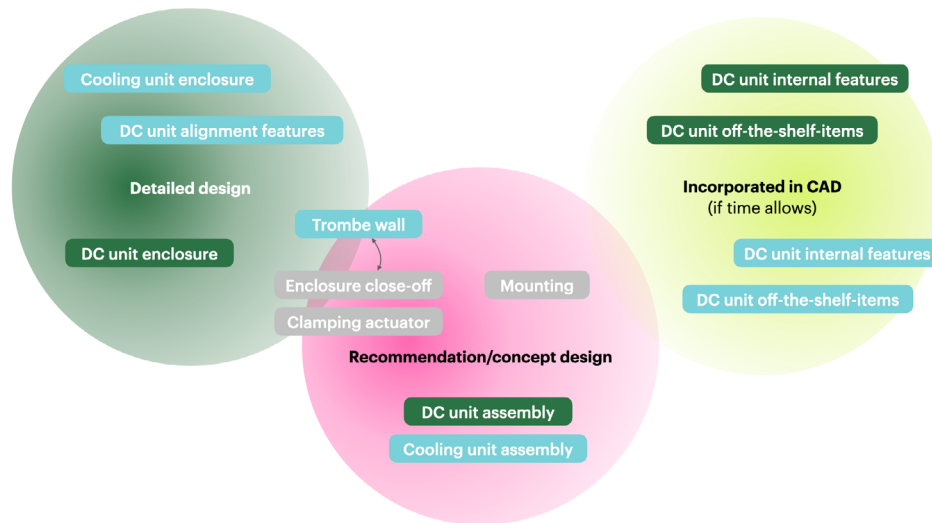 Cooling unit enclosure
DC unit alignment features
Detailed design
DC unit enclosure
Trombe wall
Enclosure close-off
Clamping actuator
Mounting
Recommendation/concept design
DC unit assembly
Cooling unit assembly
DC unit internal features
DC unit off-the-shelf-items
Incorporated in CAD
(if time allows)
DC unit internal features
DC unit off-the-shelf-items